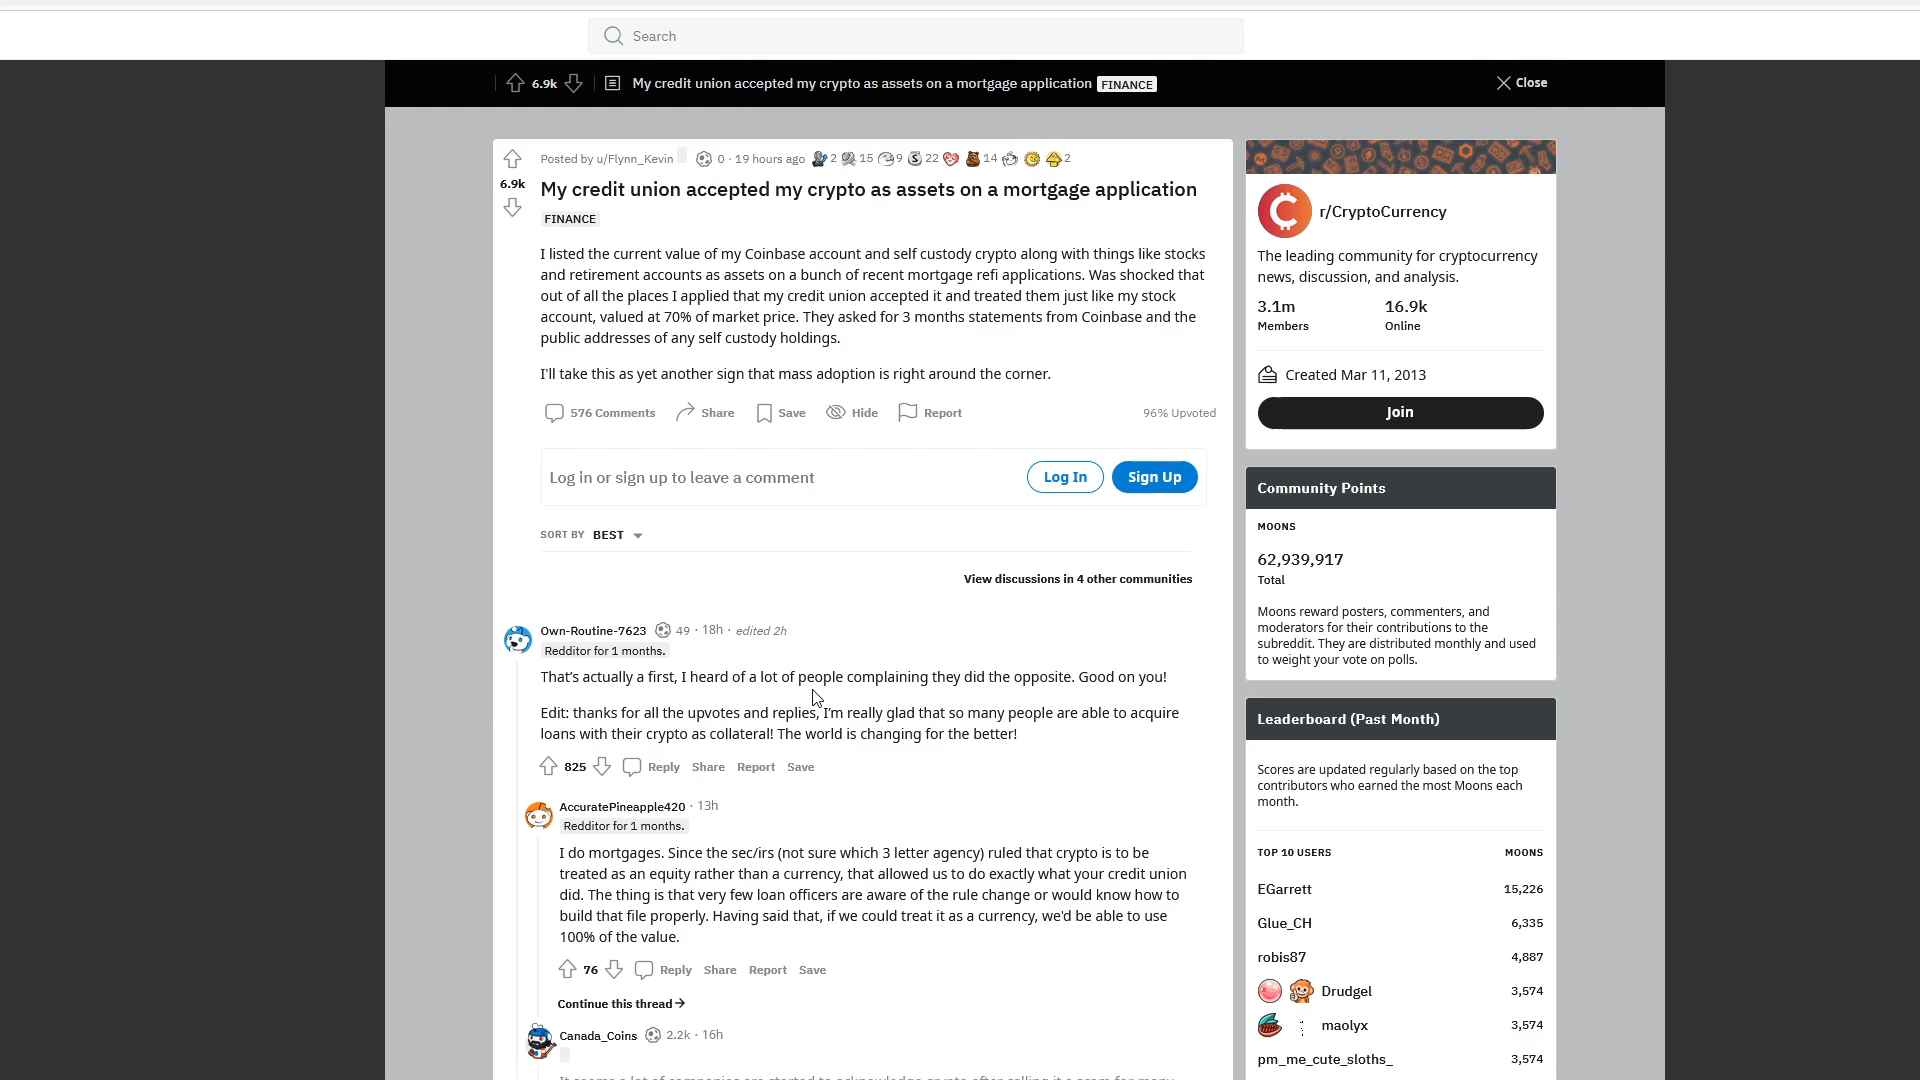 Search
6.9k My credit union accepted my crypto as assets on a mortgage application FINANCE Close
Posted by u/Flynn_Kevin 0 · 19 hours ago 2 15 9 22 14 2
6.9k
My credit union accepted my crypto as assets on a mortgage application
FINANCE
I listed the current value of my Coinbase account and self custody crypto along with things like stocks
and retirement accounts as assets on a bunch of recent mortgage refi applications. Was shocked that
out of all the places I applied that my credit union accepted it and treated them just like my stock
account, valued at 70% of market price. They asked for 3 months statements from Coinbase and the
public addresses of any self custody holdings.
I'll take this as yet another sign that mass adoption is right around the corner.
576 Comments Share Save Hide Report 96% Upvoted
Log in or sign up to leave a comment Log In Sign Up
SORT BY BEST
View discussions in 4 other communities
Own-Routine-7623 49 · 18h · edited 2h
Redditor for 1 months.
That’s actually a first, I heard of a lot of people complaining they did the opposite. Good on you!
Edit: thanks for all the upvotes and replies, I’m really glad that so many people are able to acquire
loans with their crypto as collateral! The world is changing for the better!
825 Reply Share Report Save
AccuratePineapple420 · 13h
Redditor for 1 months.
I do mortgages. Since the sec/irs (not sure which 3 letter agency) ruled that crypto is to be
treated as an equity rather than a currency, that allowed us to do exactly what your credit union
did. The thing is that very few loan officers are aware of the rule change or would know how to
build that file properly. Having said that, if we could treat it as a currency, we'd be able to use
100% of the value.
76 Reply Share Report Save
Continue this thread
Canada_Coins 2.2k · 16h
It seems a lot of companies are started to acknowledge crypto after calling it a scam for many
r/CryptoCurrency
The leading community for cryptocurrency
news, discussion, and analysis.
3.1m 16.9k
Members Online
Created Mar 11, 2013
Join
Community Points
MOONS
62,939,917
Total
Moons reward posters, commenters, and
moderators for their contributions to the
subreddit. They are distributed monthly and used
to weight your vote on polls.
Leaderboard (Past Month)
Scores are updated regularly based on the top
contributors who earned the most Moons each
month.
TOP 10 USERS MOONS
EGarrett 15,226
Glue_CH 6,335
robis87 4,887
Drudgel 3,574
maolyx 3,574
pm_me_cute_sloths_ 3,574